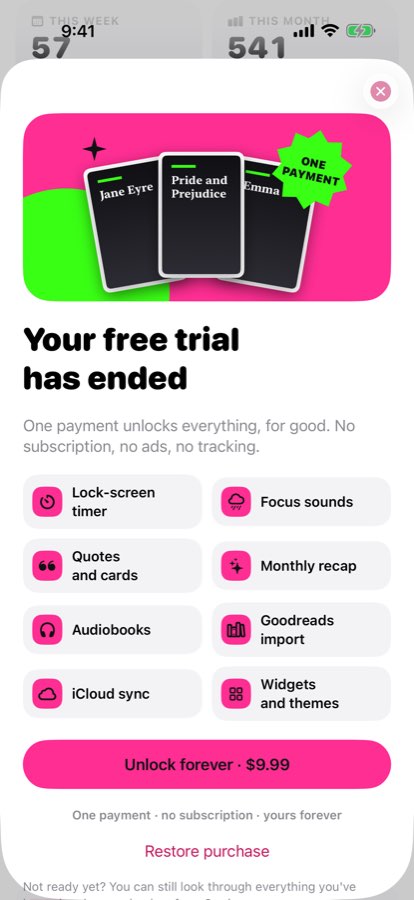 THIS WEEK
THIS MONTH
9:41
57
541
Jane Eyre
Pride and
Prejudice
Emma
ONE
PAYMENT
Your free trial
has ended
One payment unlocks everything, for good. No
subscription, no ads, no tracking.
Lock-screen
timer
Focus sounds
Quotes
and cards
Monthly recap
Audiobooks
Goodreads
import
iCloud sync
Widgets
and themes
Unlock forever · $9.99
One payment · no subscription · yours forever
Restore purchase
Not ready yet? You can still look through everything you've